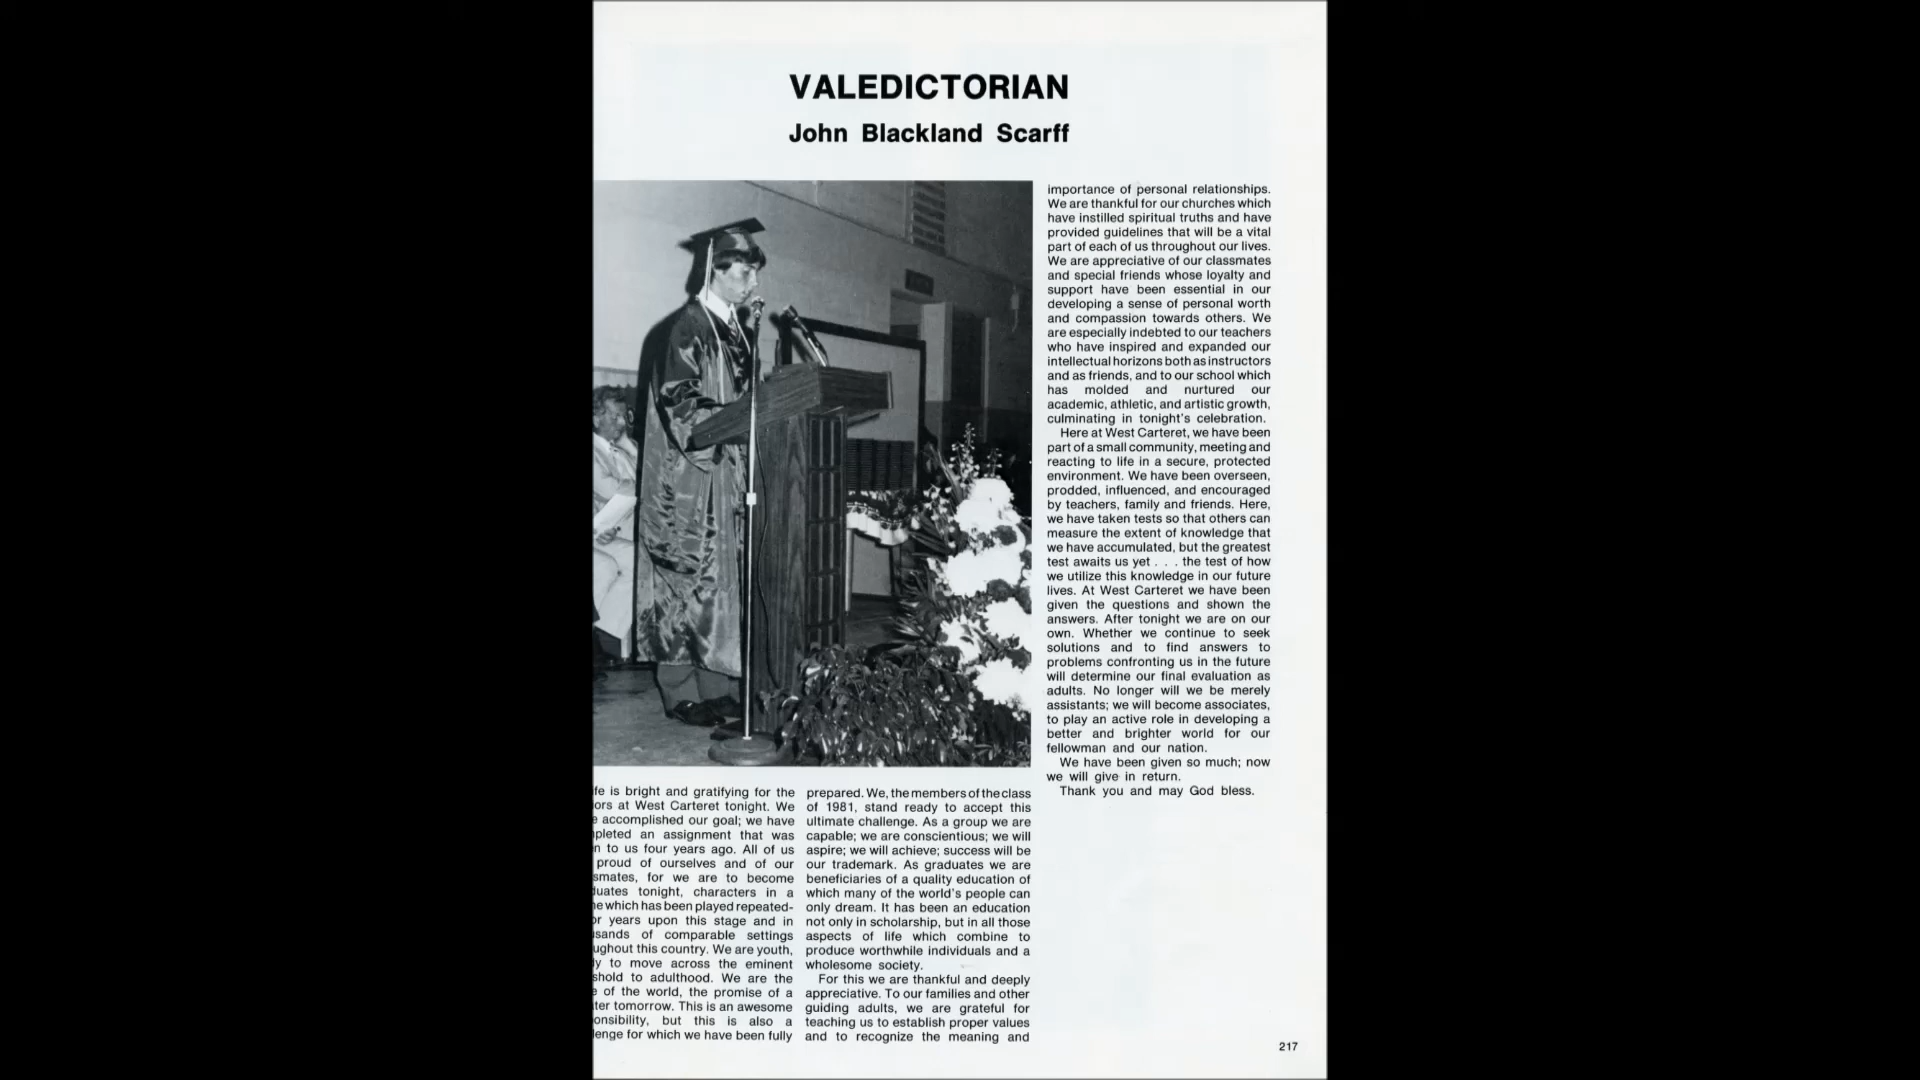 VALEDICTORIAN
John Blackland Scarff
is bright and gratifying for the
at West Carteret tonight. We
accomplished our goal; we have
an assignment that was
to us four years ago. All of us
proud of ourselves and of our
for we are to become
tonight, characters in a
which has been played repeated-
years upon this stage and in
of comparable settings
this country. We are youth,
to move across the eminent
to adulthood. We are the
of the world, the promise of a
tomorrow. This is an awesome
but this is also a
for which we have been fully
prepared. We, the members of the class
of 1981, stand ready to accept this
ultimate challenge. As a group we are
capable; we are conscientious; we will
aspire; we will achieve; success will be
our trademark. As graduates we are
beneficiaries of a quality education of
which many of the world's people can
only dream. It has been an education
not only in scholarship, but in all those
aspects of life which combine to
produce worthwhile individuals and a
wholesome society.
For this we are thankful and deeply
appreciative. To our families and other
guiding adults, we are grateful for
teaching us to establish proper values
and to recognize the meaning and
importance of personal relationships.
We are thankful for our churches which
have instilled spiritual truths and have
provided guidelines that will be a vital
part of each of us throughout our lives.
We are appreciative of our classmates
and special friends whose loyalty and
support have been essential in our
developing a sense of personal worth
and compassion towards others. We
are especially indebted to our teachers
who have inspired and expanded our
intellectual horizons both as instructors
and as friends, and to our school which
has molded and nurtured our
academic, athletic, and artistic growth,
culminating in tonight's celebration.
Here at West Carteret, we have been
part of a small community, meeting and
reacting to life in a secure, protected
environment. We have been overseen,
prodded, influenced, and encouraged
by teachers, family and friends. Here,
we have taken tests so that others can
measure the extent of knowledge that
we have accumulated, but the greatest
test awaits us yet . . . the test of how
we utilize this knowledge in our future
lives. At West Carteret we have been
given the questions and shown the
answers. After tonight we are on our
own. Whether we continue to seek
solutions and to find answers to
problems confronting us in the future
will determine our final evaluation as
adults. No longer will we be merely
assistants; we will become associates,
to play an active role in developing a
better and brighter world for our
fellowman and our nation.
We have been given so much; now
we will give in return.
Thank you and may God bless.
217